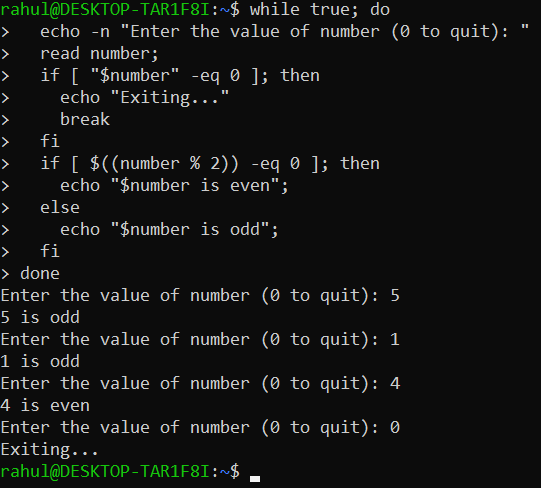 rahul@DESKTOP-TAR1F8I:~$ while true; do
>   echo -n "Enter the value of number (0 to quit): "
>   read number;
>   if [ "$number" -eq 0 ]; then
>     echo "Exiting..."
>     break
>   fi
>   if [ $((number % 2)) -eq 0 ]; then
>     echo "$number is even";
>   else
>     echo "$number is odd";
>   fi
> done
Enter the value of number (0 to quit): 5
5 is odd
Enter the value of number (0 to quit): 1
1 is odd
Enter the value of number (0 to quit): 4
4 is even
Enter the value of number (0 to quit): 0
Exiting...
rahul@DESKTOP-TAR1F8I:~$